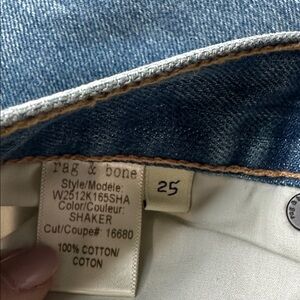 rag & bone
Style/Modele:
W2512K165SHA
Color/Couleur:
SHAKER
Cut/Coupe#: 16680
100% COTTON/
COTON
25